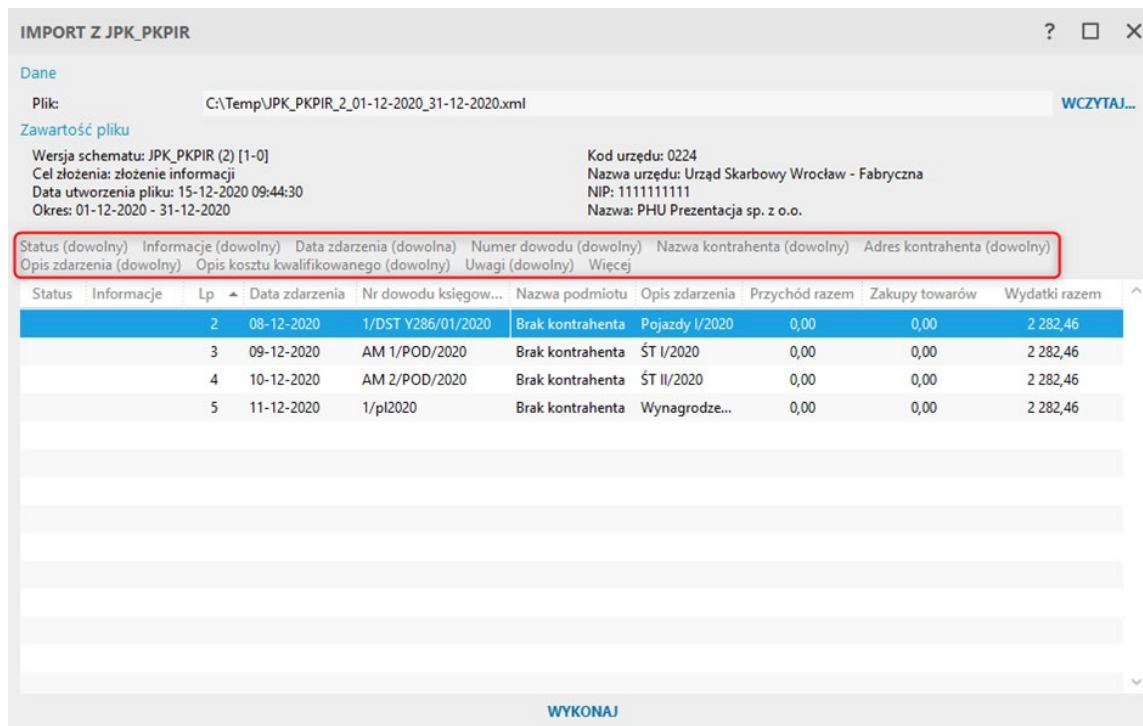 IMPORT Z JPK_PKPIR ?
Dane
Plik: C:\Temp\JPK_PKPIR_2_01-12-2020_31-12-2020.xml WCZYTAJ...
Zawartość pliku
Wersja schematu: JPK_PKPIR (2) [1-0] Kod urzędu: 0224
Cel złożenia: złożenie informacji Nazwa urzędu: Urząd Skarbowy Wrocław - Fabryczna
Data utworzenia pliku: 15-12-2020 09:44:30 NIP: 1111111111
Okres: 01-12-2020 - 31-12-2020 Nazwa: PHU Prezentacja sp. z o.o.
Status (dowolny) Informacje (dowolny) Data zdarzenia (dowolna) Numer dowodu (dowolny) Nazwa kontrahenta (dowolny) Adres kontrahenta (dowolny)
Opis zdarzenia (dowolny) Opis kosztu kwalifikowanego (dowolny) Uwagi (dowolny) Więcej
Status Informacje Lp Data zdarzenia Nr dowodu księgow... Nazwa podmiotu Opis zdarzenia Przychód razem Zakupy towarów Wydatki razem
2 08-12-2020 1/DST Y286/01/2020 Brak kontrahenta Pojazdy I/2020 0,00 0,00 2 282,46
3 09-12-2020 AM 1/POD/2020 Brak kontrahenta ŚT I/2020 0,00 0,00 2 282,46
4 10-12-2020 AM 2/POD/2020 Brak kontrahenta ŚT II/2020 0,00 0,00 2 282,46
5 11-12-2020 1/pl2020 Brak kontrahenta Wynagrodze... 0,00 0,00 2 282,46
WYKONAJ